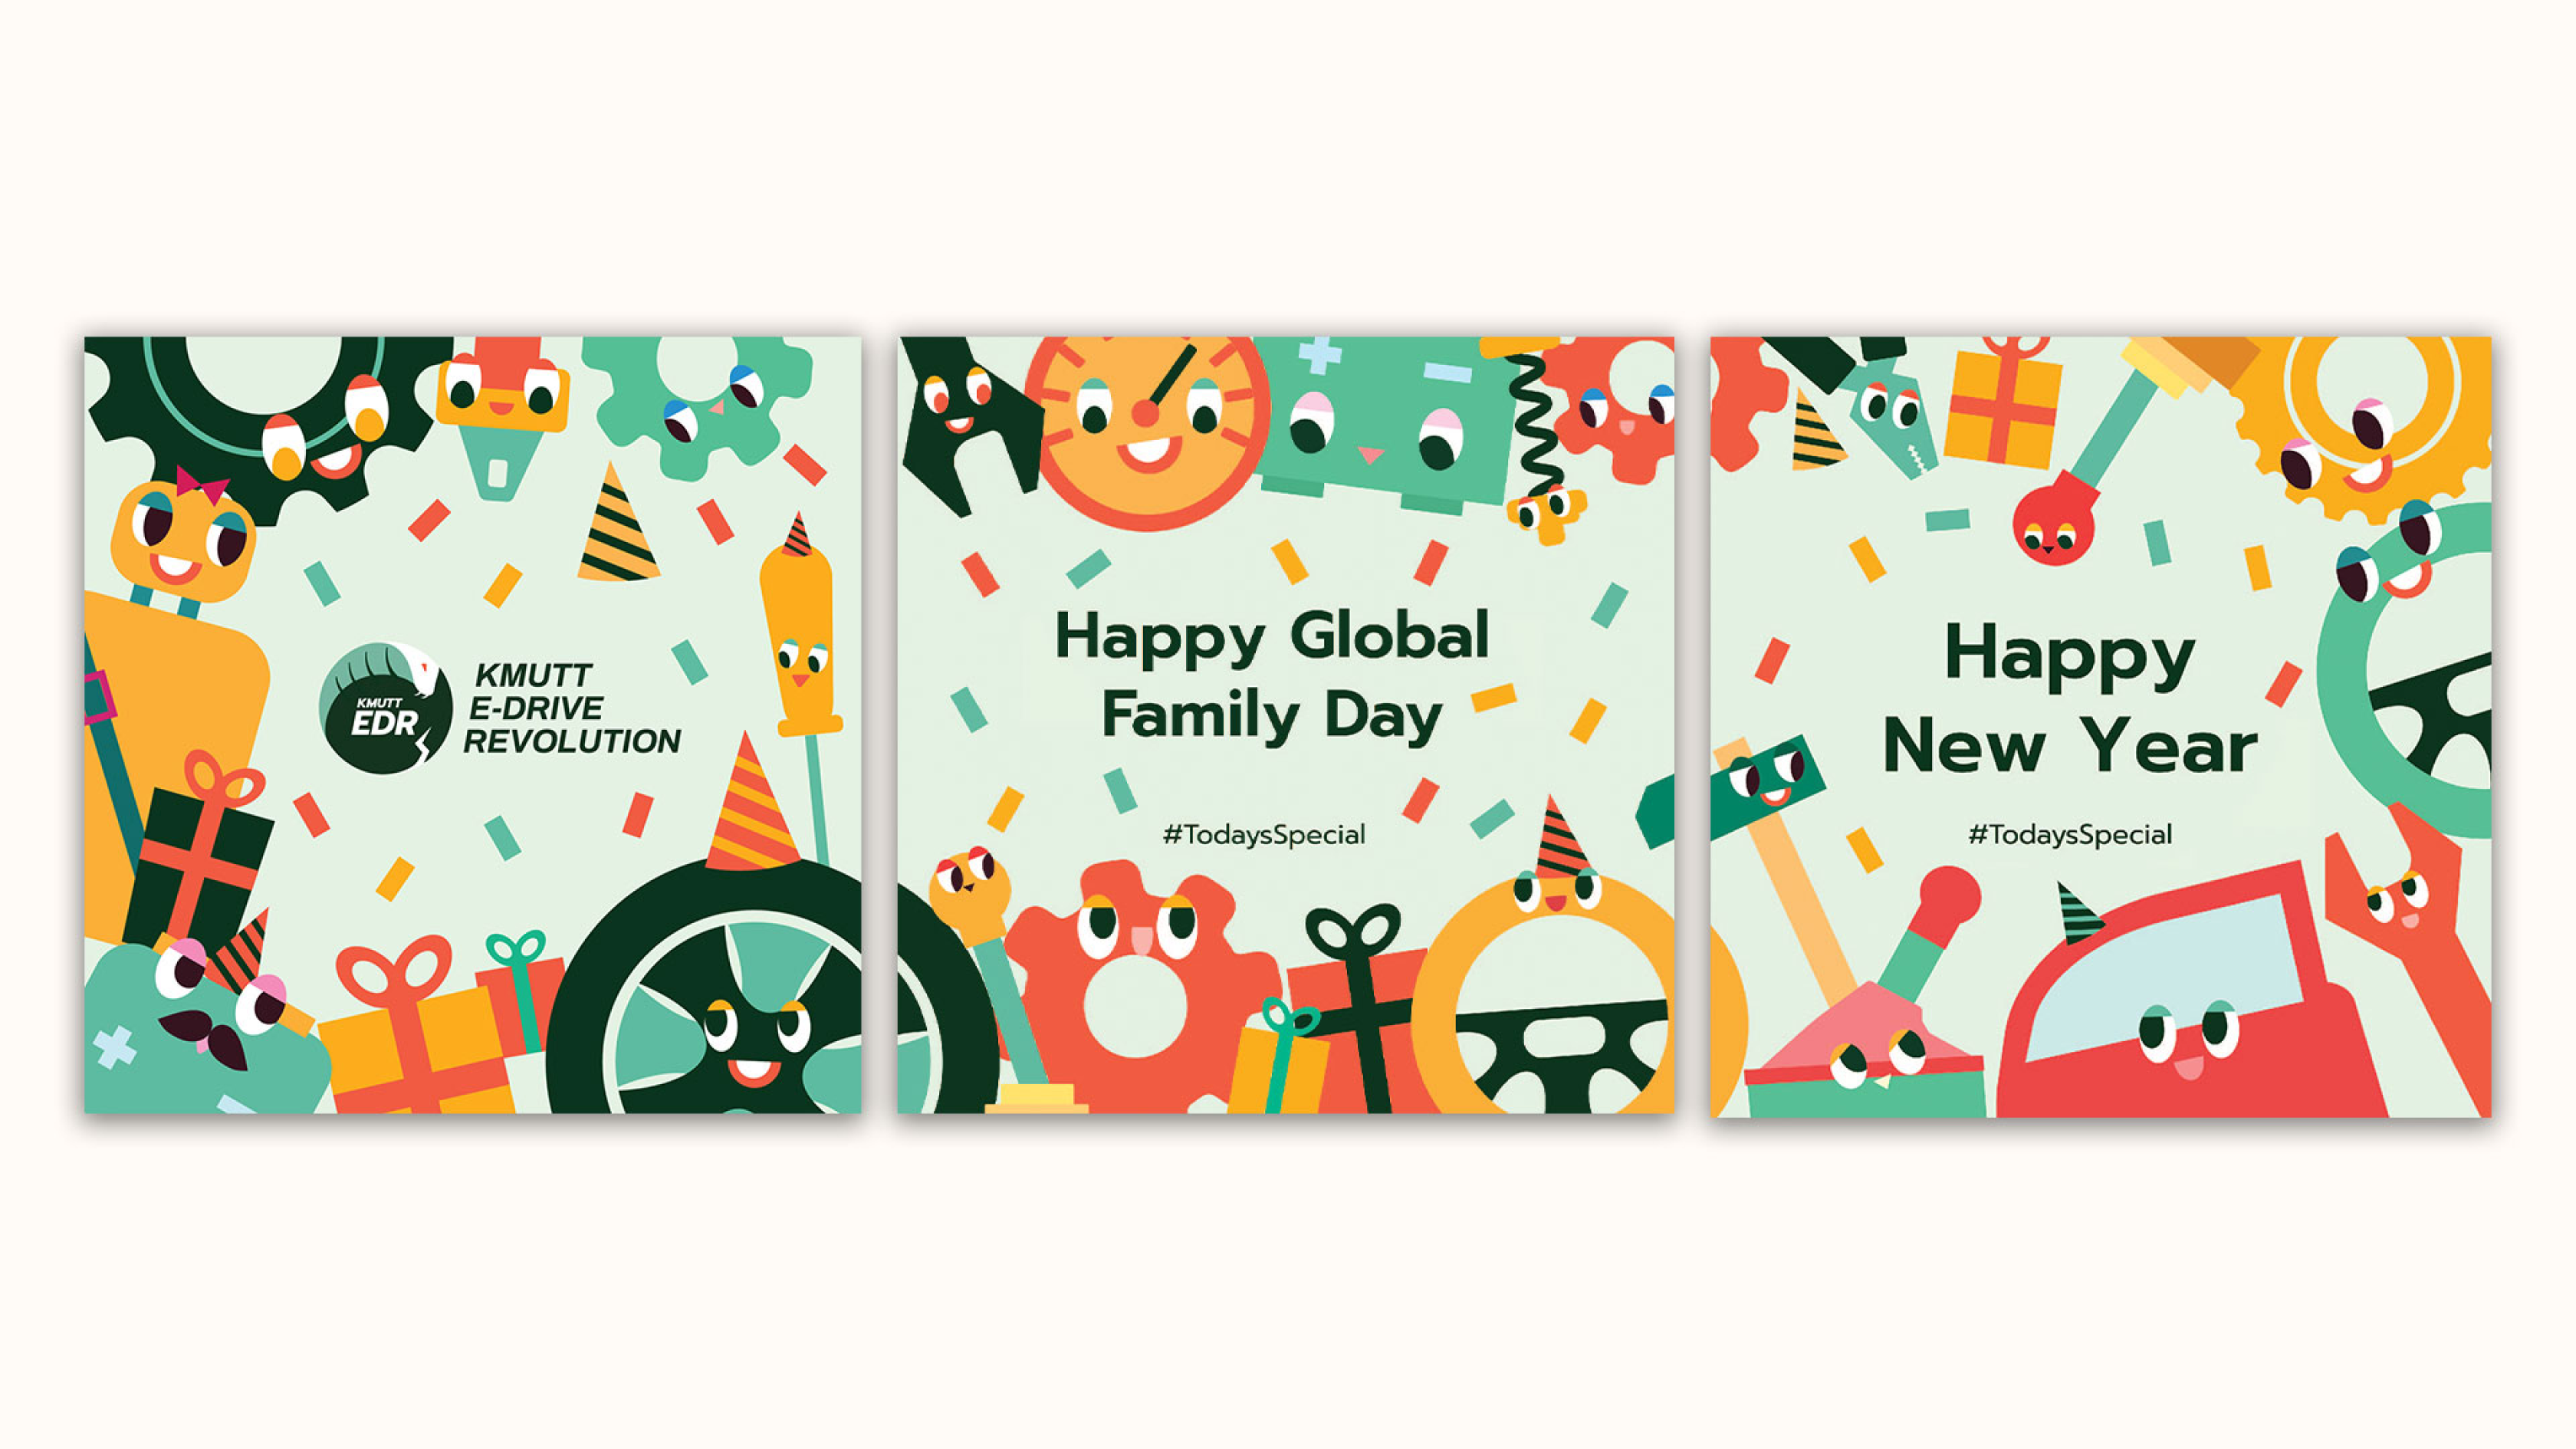 KMUTT
EDR
KMUTT
E-DRIVE
REVOLUTION
Happy Global
Family Day
#TodaysSpecial
Happy
New Year
#TodaysSpecial